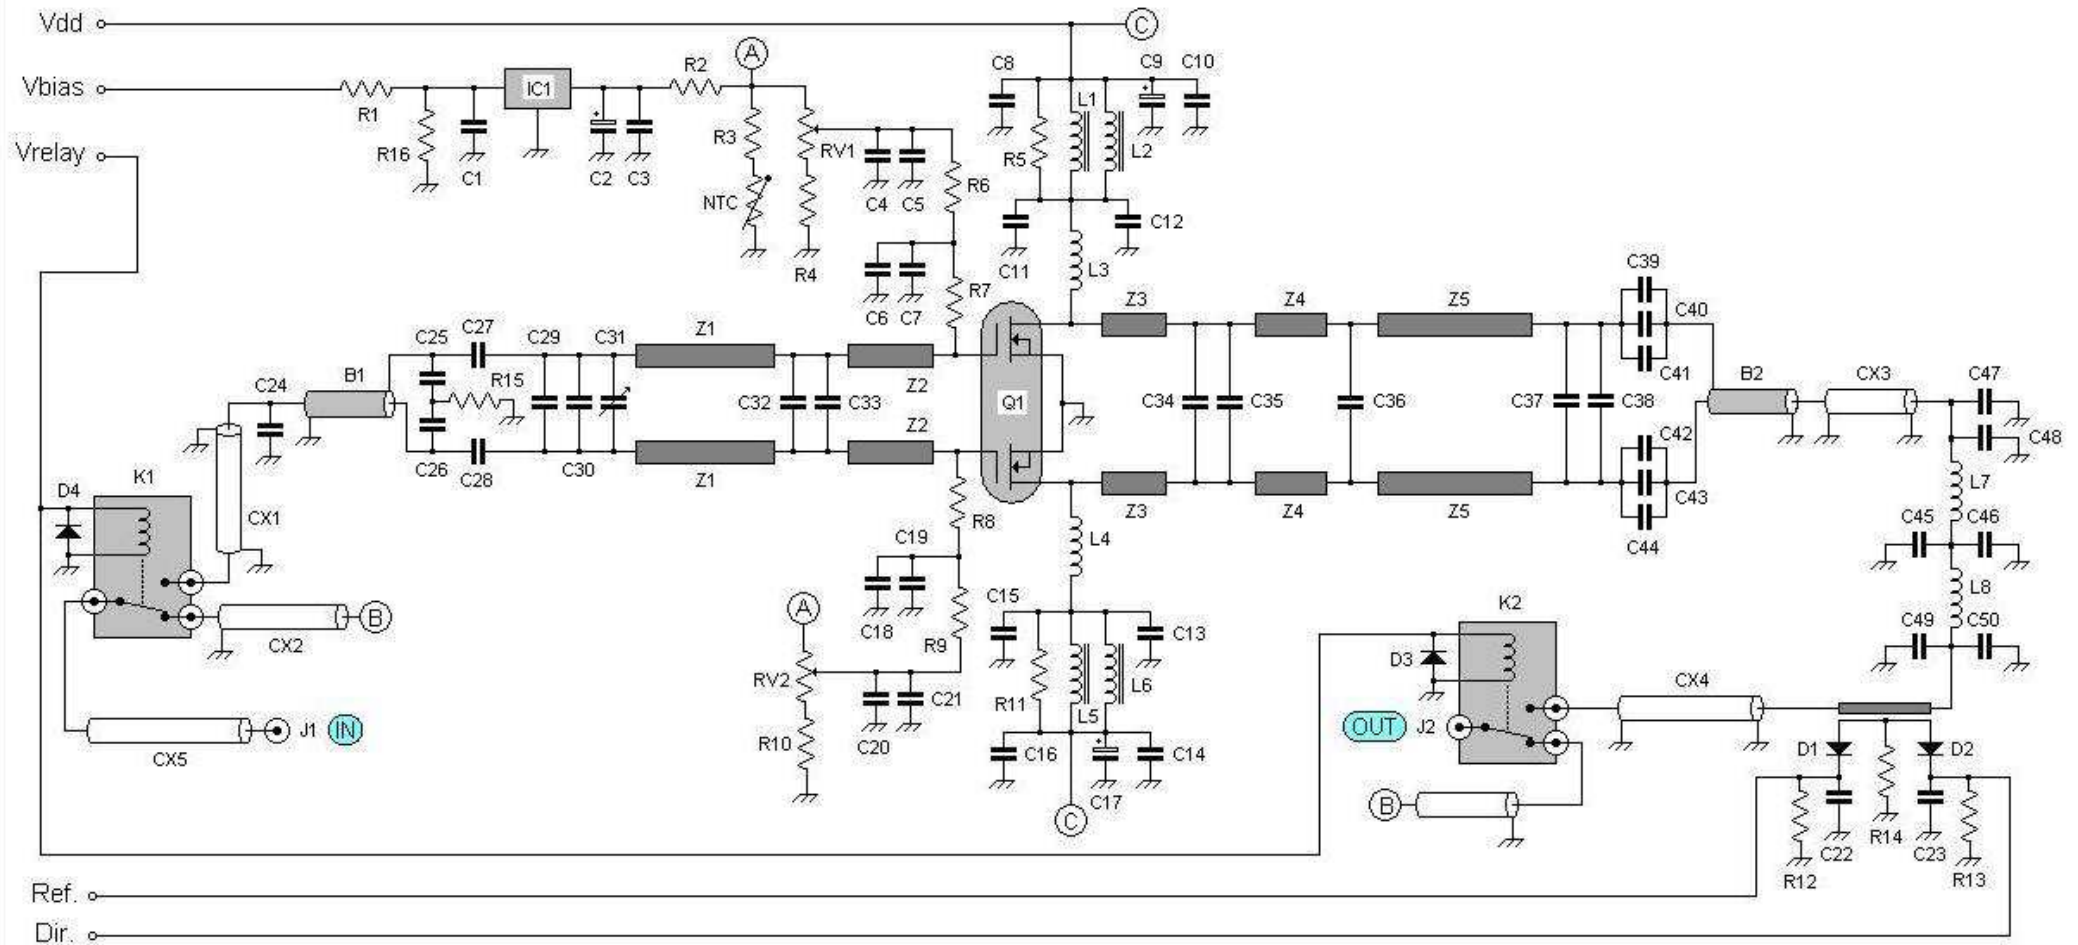 Vdd
C
Vbias
R1
R16
C1
IC1
C2
C3
R2
A
R3
NTC
RV1
R4
C4
C5
R6
C6
C7
R7
C8
R5
L1
L2
C9
C10
C11
C12
L3
Vrelay
D4
K1
CX1
CX2
B
CX5
J1
IN
C24
B1
C25
C26
C27
C28
R15
C29
C30
C31
Z1
Z1
C32
C33
Z2
Z2
Q1
Z3
Z4
Z5
C34
C35
C36
C37
C38
Z3
Z4
Z5
C39
C40
C41
C42
C43
C44
B2
CX3
C47
C48
L7
C45
C46
L8
C49
C50
R8
C19
C18
R9
A
RV2
R10
C20
C21
L4
C15
C13
R11
L5
L6
C16
C17
C14
C
K2
D3
OUT
J2
B
CX4
D1
D2
R12
C22
R14
C23
R13
Ref.
Dir.